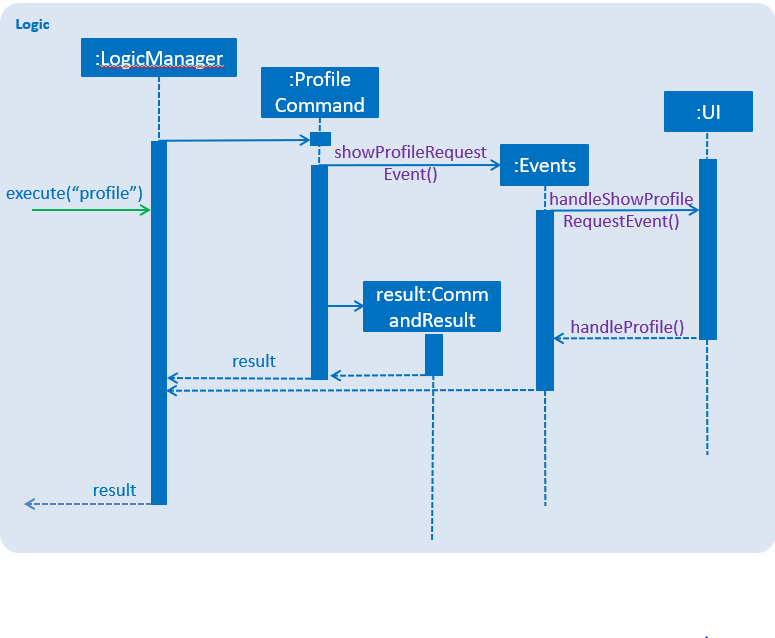 Logic
:LogicManager
:Profile
Command
:UI
showProfileRequest
Event()
:Events
execute(“profile”)
handleShowProfile
RequestEvent()
result:Comm
andResult
handleProfile()
result
result